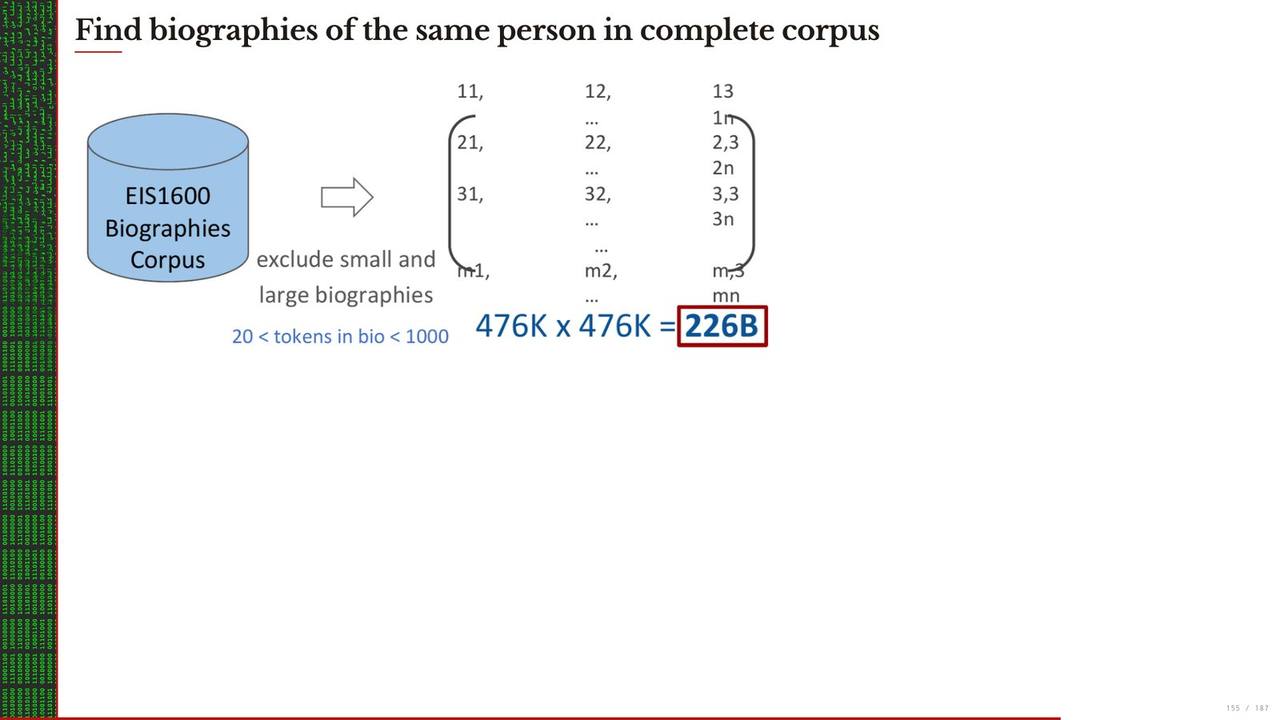 Find biographies of the same person in complete corpus
EIS1600
Biographies
Corpus
exclude small and
large biographies
20 < tokens in bio < 1000
11, 12, 13
... 1n
21, 22, 2,3
... 2n
31, 32, 3,3
... 3n
...
m1, m2, m,3
... mn
476K x 476K = 226B
155 / 187